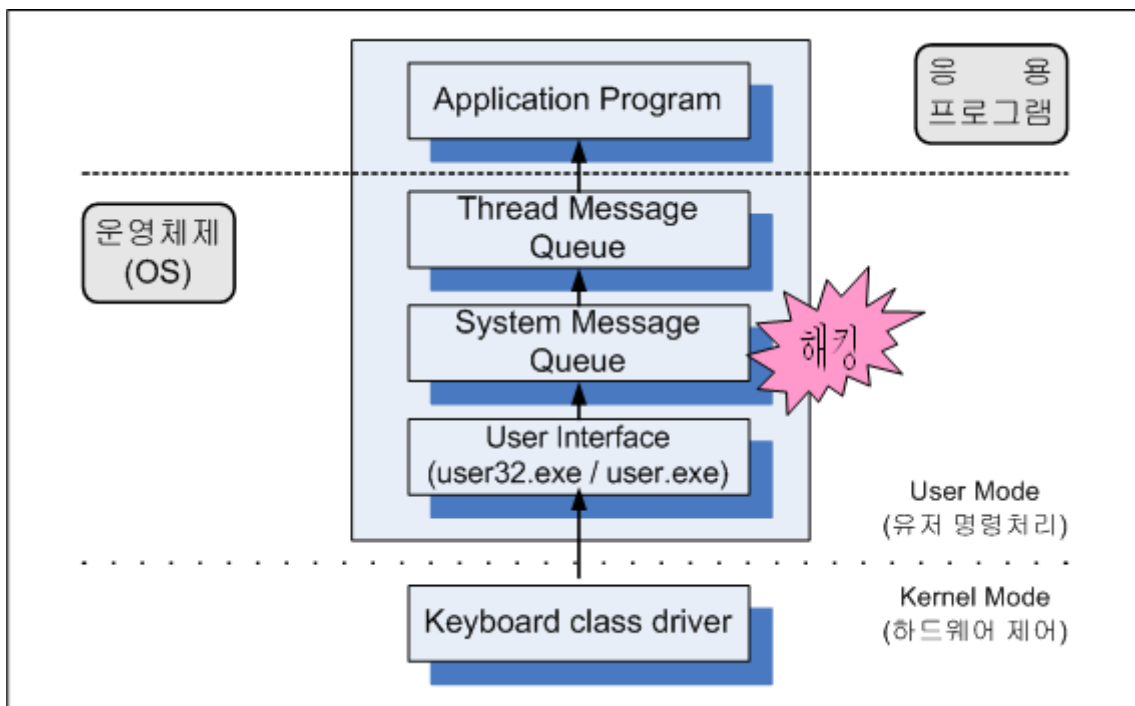 Application Program
응 용
프로그램
Thread Message
Queue
운영체제
(OS)
System Message
Queue
해킹
User Interface
(user32.exe / user.exe)
User Mode
(유저 명령처리)
Keyboard class driver
Kernel Mode
(하드웨어 제어)